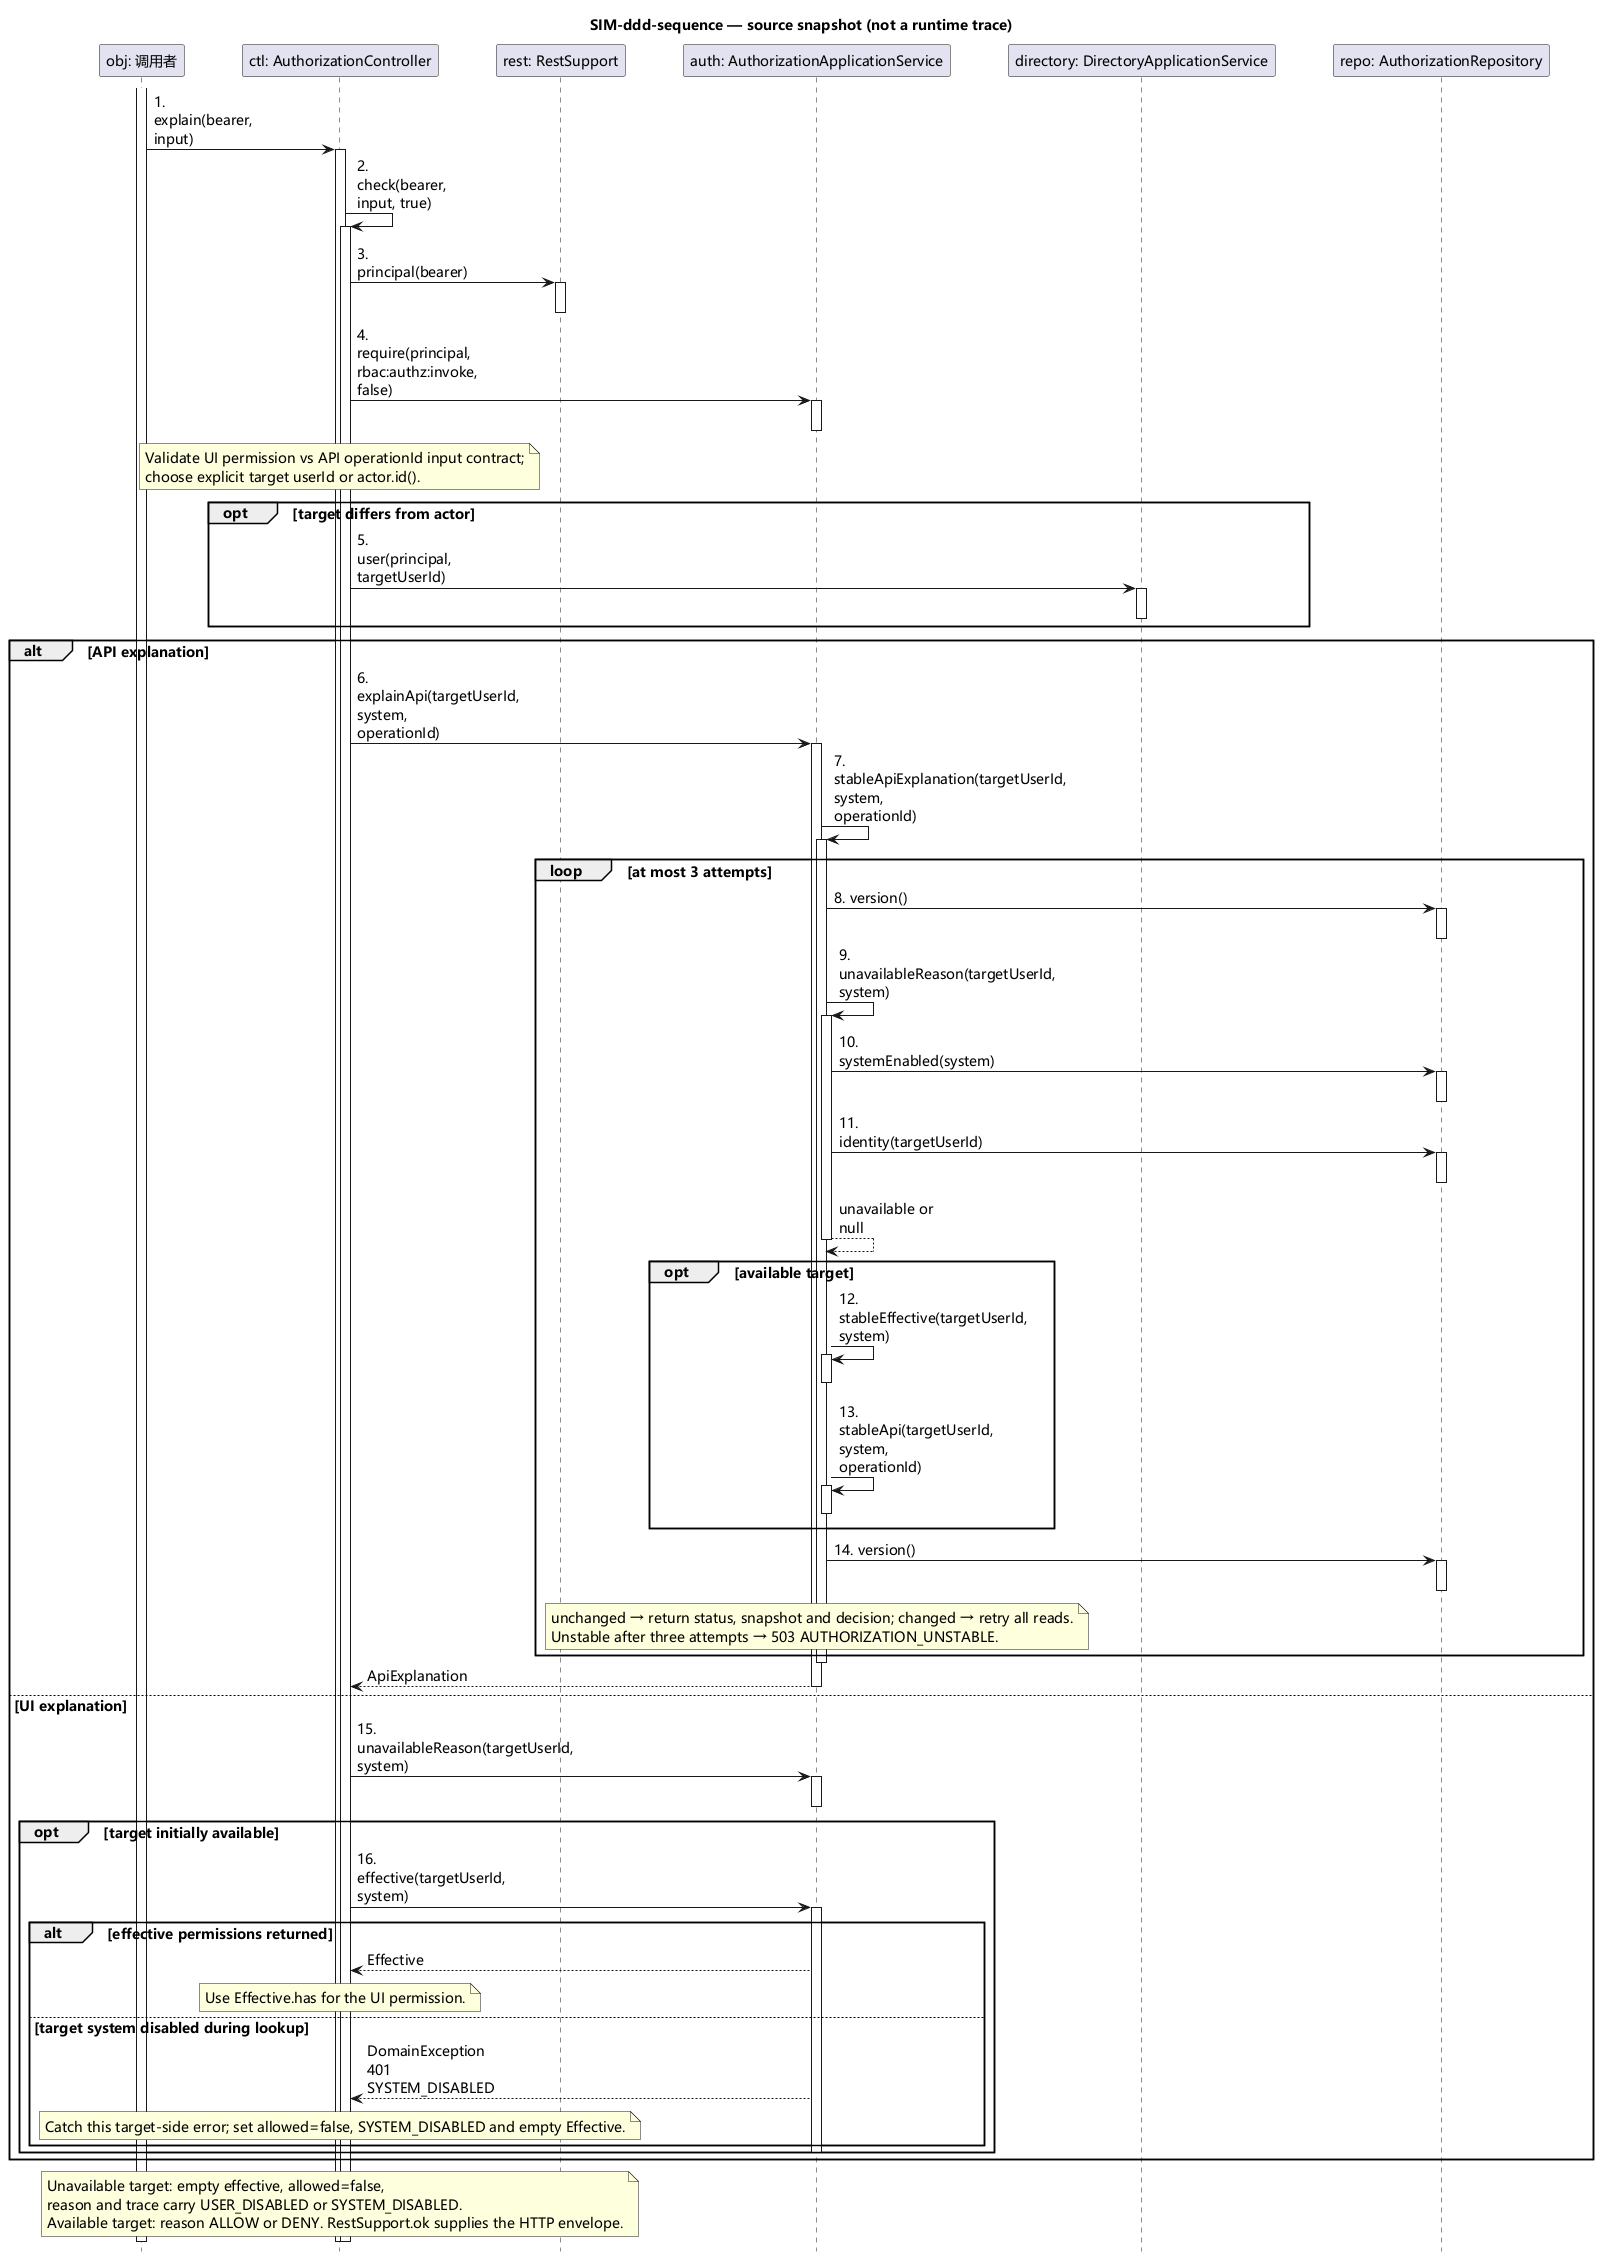 SIM-ddd-sequence — source snapshot (not a runtime trace)
obj: 调用者
ctl: AuthorizationController
rest: RestSupport
auth: AuthorizationApplicationService
directory: DirectoryApplicationService
repo: AuthorizationRepository
1.
explain(bearer,
input)
2.
check(bearer,
input, true)
3.
principal(bearer)
4.
require(principal,
rbac:authz:invoke,
false)
Validate UI permission vs API operationId input contract;
choose explicit target userId or actor.id().
opt [target differs from actor]
5.
user(principal,
targetUserId)
alt [API explanation]
6.
explainApi(targetUserId,
system,
operationId)
7.
stableApiExplanation(targetUserId,
system,
operationId)
loop [at most 3 attempts]
8. version()
9.
unavailableReason(targetUserId,
system)
10.
systemEnabled(system)
11.
identity(targetUserId)
unavailable or
null
opt [available target]
12.
stableEffective(targetUserId,
system)
13.
stableApi(targetUserId,
system,
operationId)
14. version()
unchanged → return status, snapshot and decision; changed → retry all reads.
Unstable after three attempts → 503 AUTHORIZATION_UNSTABLE.
ApiExplanation
[UI explanation]
15.
unavailableReason(targetUserId,
system)
opt [target initially available]
16.
effective(targetUserId,
system)
alt [effective permissions returned]
Effective
Use Effective.has for the UI permission.
[target system disabled during lookup]
DomainException
401
SYSTEM_DISABLED
Catch this target-side error; set allowed=false, SYSTEM_DISABLED and empty Effective.
Unavailable target: empty effective, allowed=false,
reason and trace carry USER_DISABLED or SYSTEM_DISABLED.
Available target: reason ALLOW or DENY. RestSupport.ok supplies the HTTP envelope.